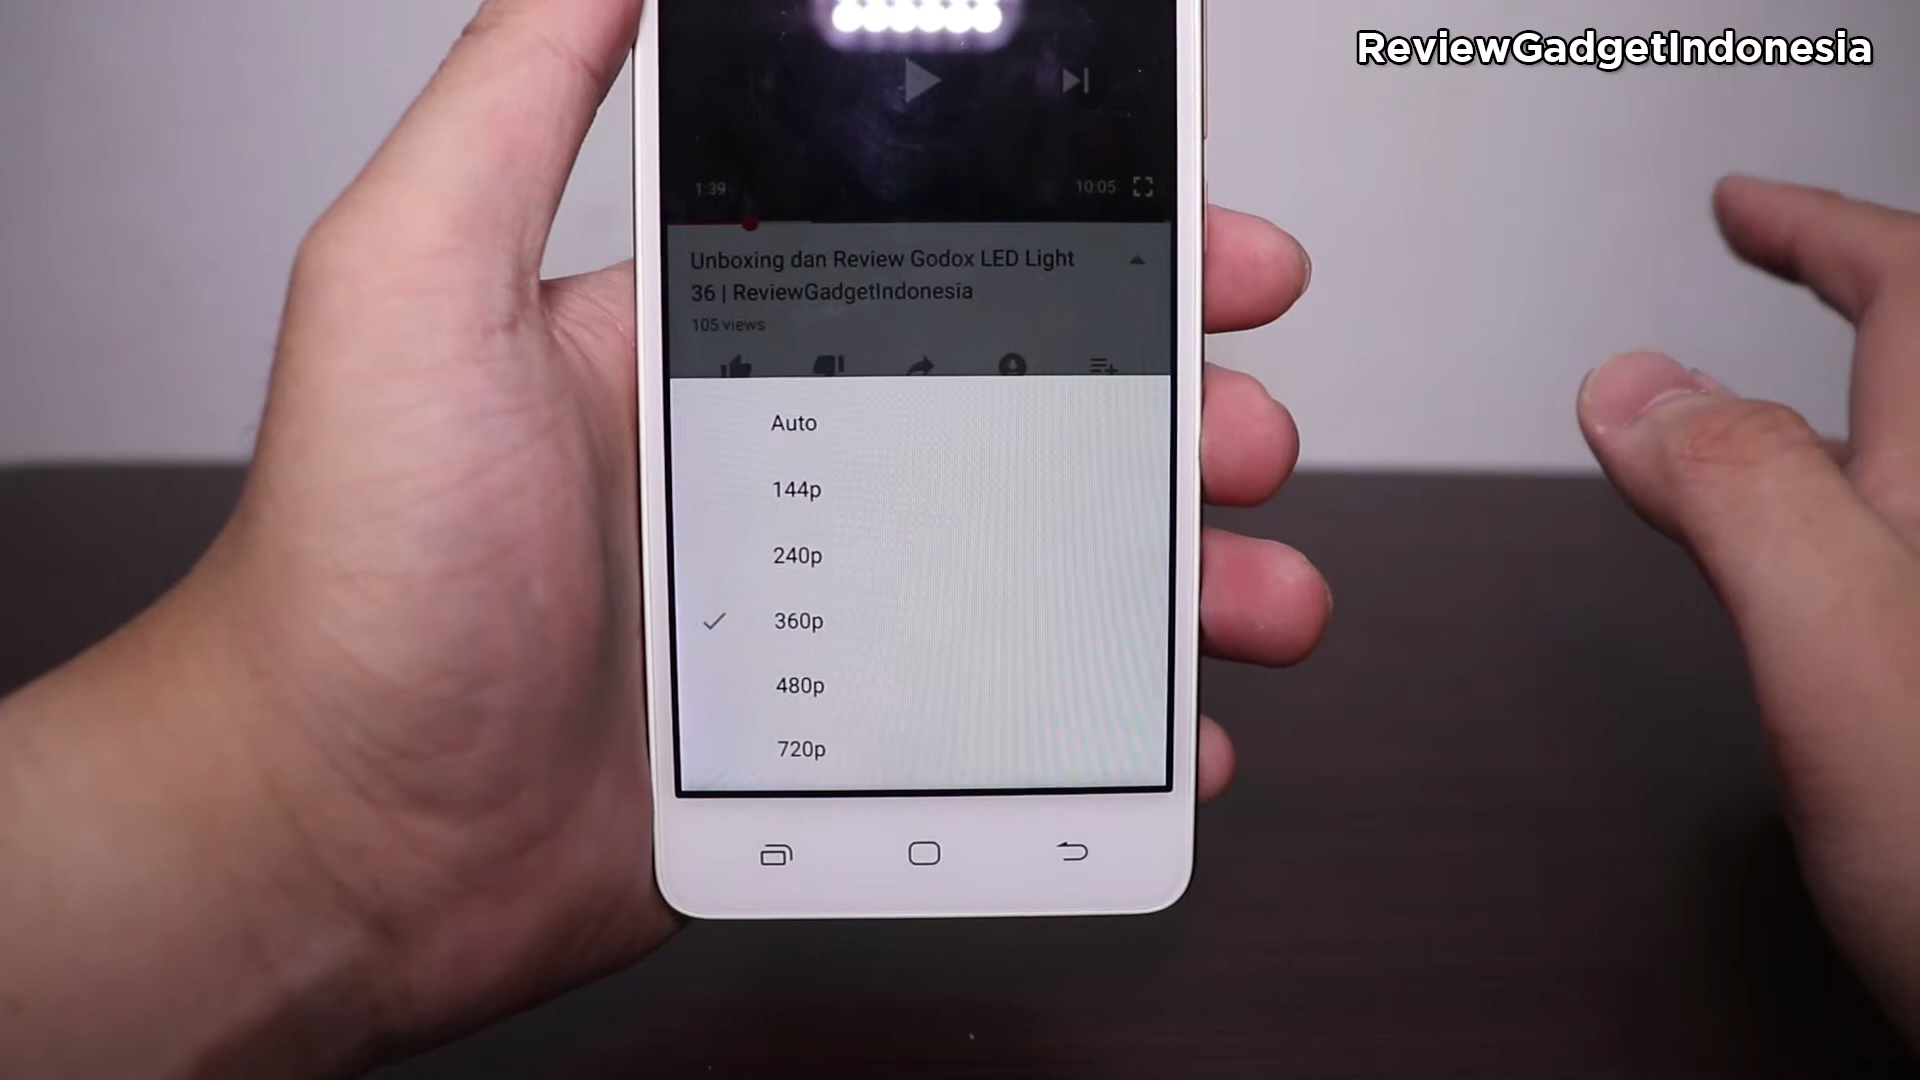 ReviewGadgetIndonesia
1:39
10:05
Unboxing dan Review Godox LED Light
36 | ReviewGadgetIndonesia
105 views
Auto
144p
240p
360p
480p
720p